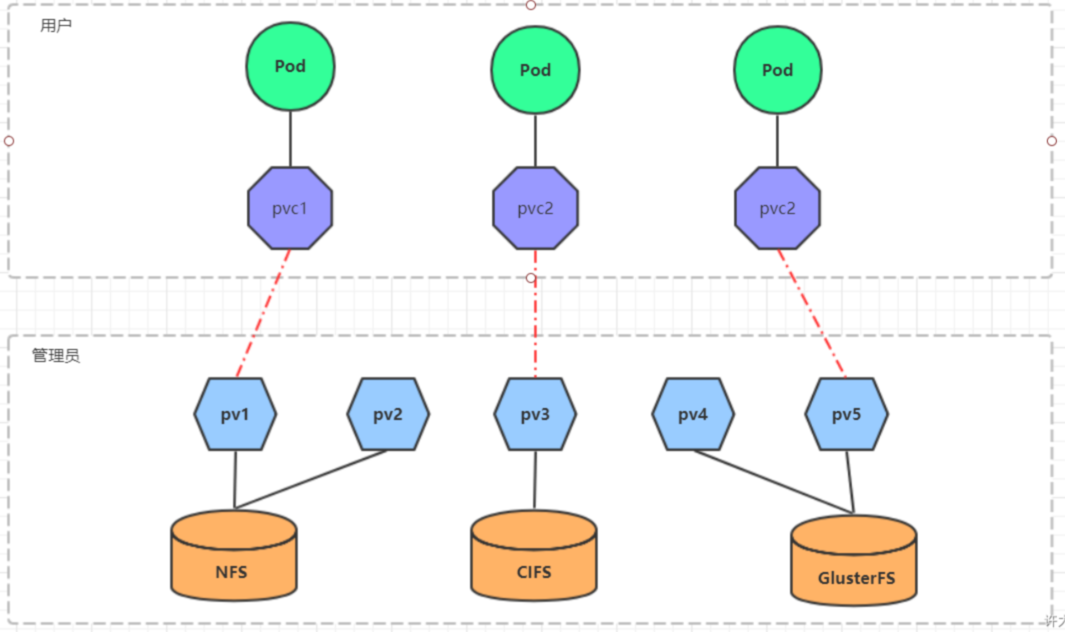 用户
Pod
Pod
Pod
pvc1
pvc2
pvc2
管理员
pv1
pv2
pv3
pv4
pv5
NFS
CIFS
GlusterFS
许